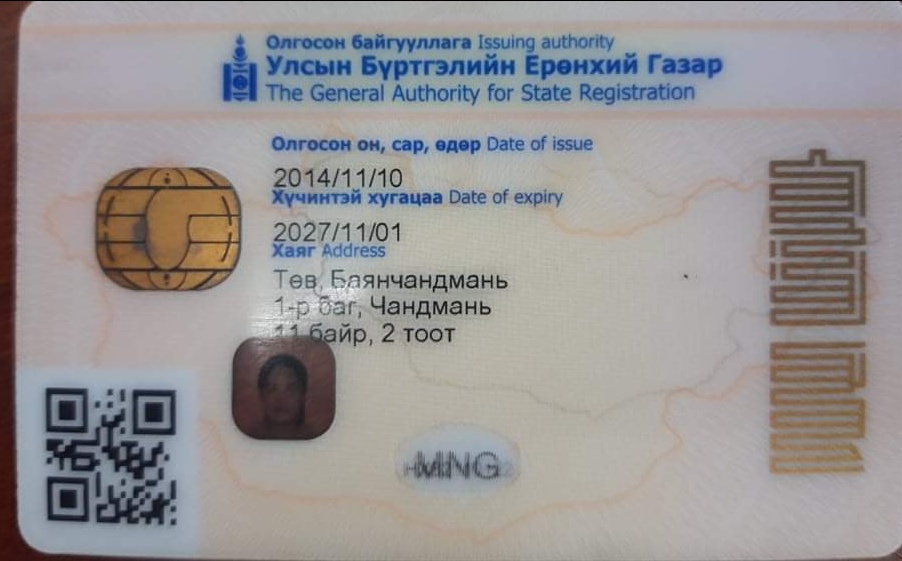 Олгосон байгууллага Issuing authority
Улсын Бүртгэлийн Ерөнхий Газар
The General Authority for State Registration
Олгосон он, сар, өдөр Date of issue
2014/11/10
Хүчинтэй хугацаа Date of expiry
2027/11/01
Хаяг Address
Төв, Баянчандмань
1-р баг, Чандмань
11 байр, 2 тоот
MNG